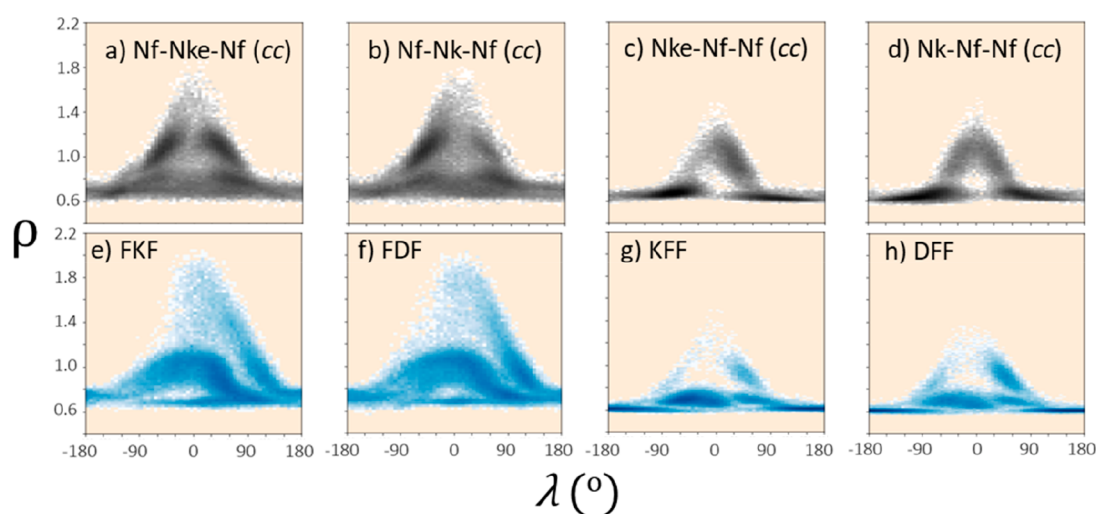 2.2
1.8
1.4
1.0
0.6
a) Nf-Nke-Nf (cc)
b) Nf-Nk-Nf (cc)
c) Nke-Nf-Nf (cc)
d) Nk-Nf-Nf (cc)
ρ
2.2
1.8
1.4
1.0
0.6
e) FKF
f) FDF
g) KFF
h) DFF
-180 -90 0 90 180
-180 -90 0 90 180
-180 -90 0 90 180
-180 -90 0 90 180
λ (º)